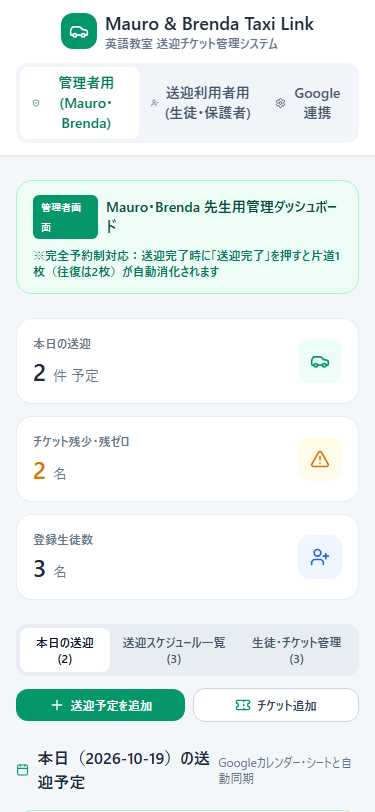 Mauro & Brenda Taxi Link
英語教室 送迎チケット管理システム
管理者用
(Mauro・
Brenda)
送迎利用者用
(生徒・保護者)
Google
連携
管理者画
面
Mauro・Brenda 先生用管理ダッシュボー
ド
※完全予約制対応：送迎完了時に「送迎完了」を押すと片道1
枚（往復は2枚）が自動消化されます
本日の送迎
2 件 予定
チケット残少・残ゼロ
2 名
登録生徒数
3 名
本日の送迎
(2)
送迎スケジュール一覧
(3)
生徒・チケット管理
(3)
送迎予定を追加
チケット追加
本日（2026-10-19）の送
迎予定
Googleカレンダー・シートと自
動同期